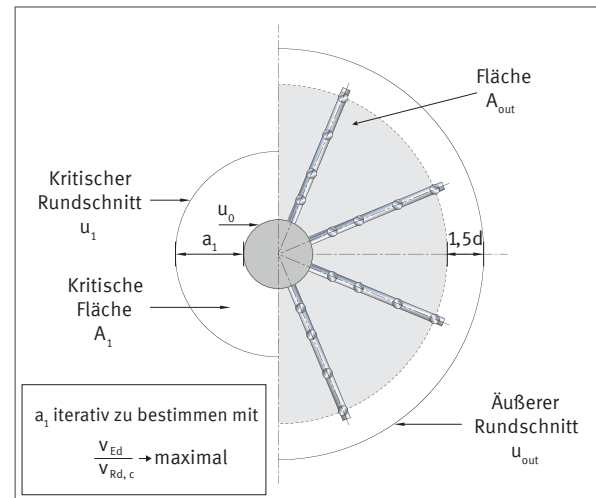 Fläche
A_out
Kritischer
Rundschnitt
u_1
u_0
a_1
1,5d
Kritische
Fläche
A_1
a_1 iterativ zu bestimmen mit
v_Ed
v_Rd, c
→ maximal
Äußerer
Rundschnitt
u_out